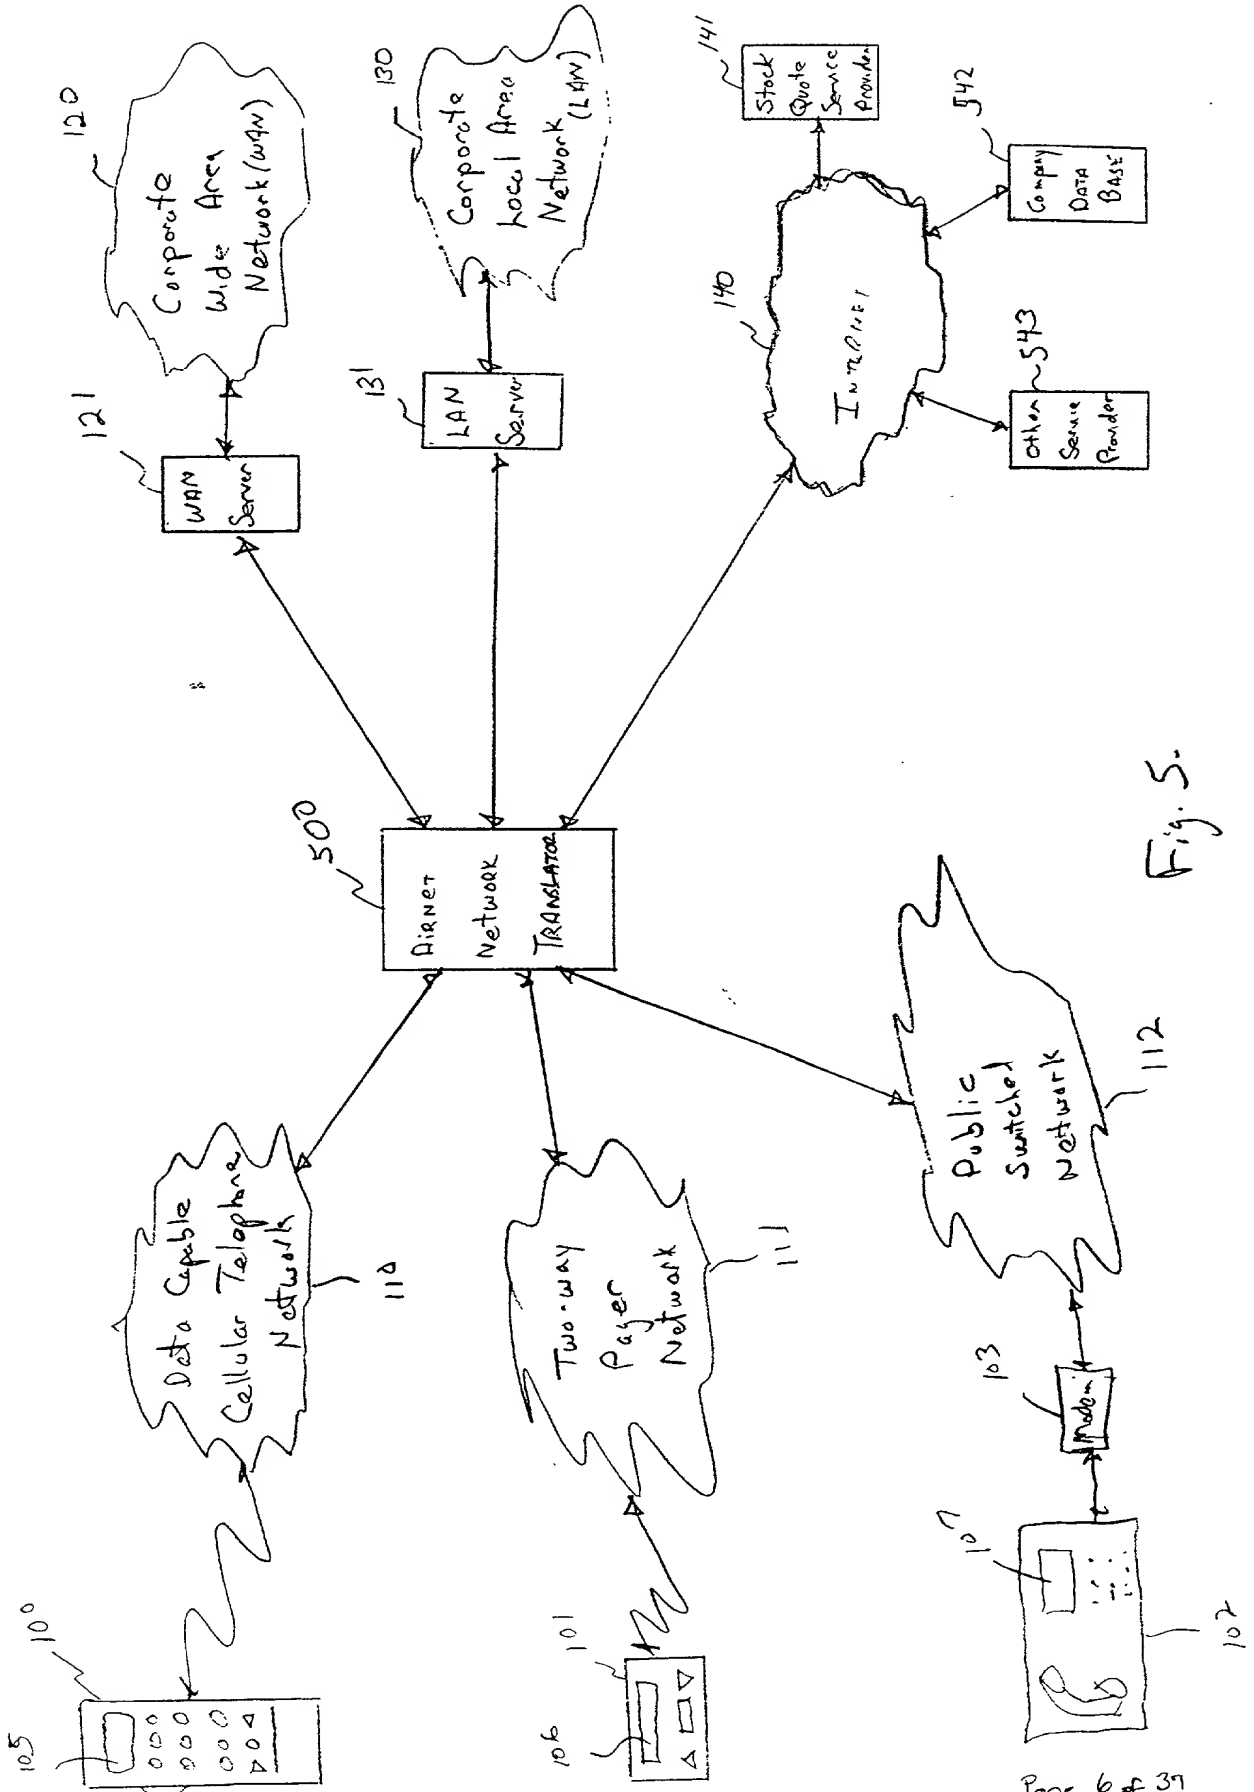 100
105
Data Capable
Cellular Telephone
Network
110
101
106
Two-way
Pager
Network
111
107
102
103
Modem
Public
Switched
Network
112
500
AIRNET
Network
TRANSLATOR
121
WAN
Server
120
Corporate
Wide Area
Network (WAN)
131
LAN
Server
130
Corporate
Local Area
Network
(LAN)
140
INTERNET
141
Stock
Quote
Service
Provider
542
Company
DATA
BASE
543
Other
Service
Provider
Fig. 5.
Page 6 of 37